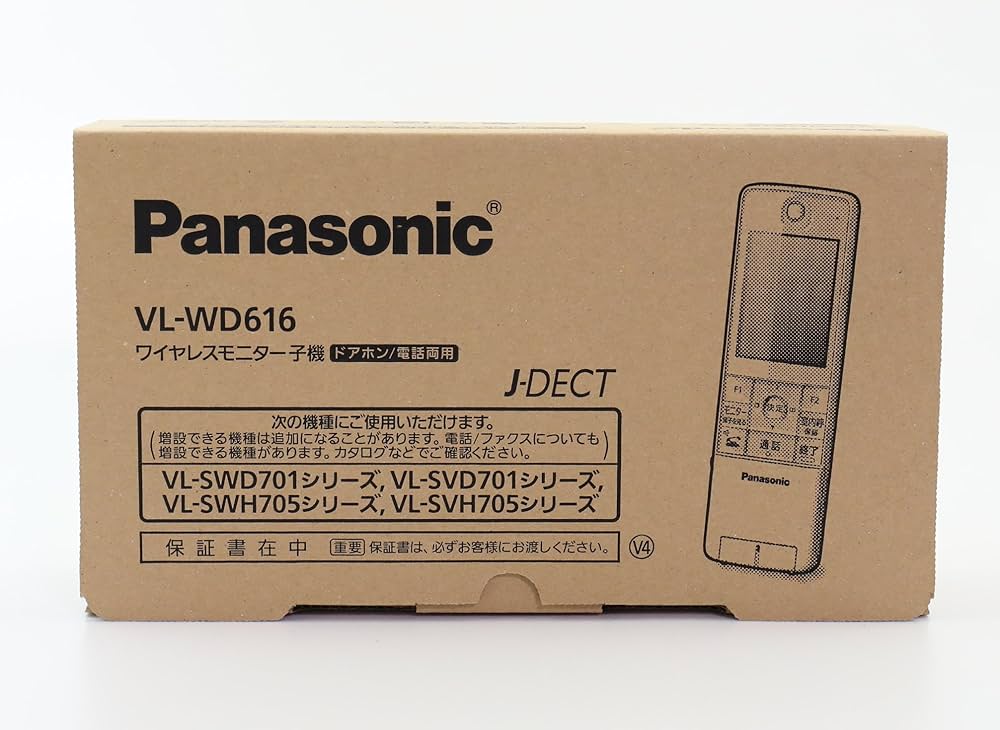 Panasonic®
VL-WD616
ワイヤレスモニター子機 ドアホン/電話両用
J-DECT
次の機種にご使用いただけます。
(増設できる機種は追加になることがあります。電話/ファクスについても
増設できる機種があります。カタログなどでご確認ください。)
VL-SWD701シリーズ, VL-SVD701シリーズ,
VL-SWH705シリーズ, VL-SVH705シリーズ
保証書在中 重要 保証書は、必ずお客様にお渡しください。 V4
F1
F2
決定
モニター
通話
終了
Panasonic